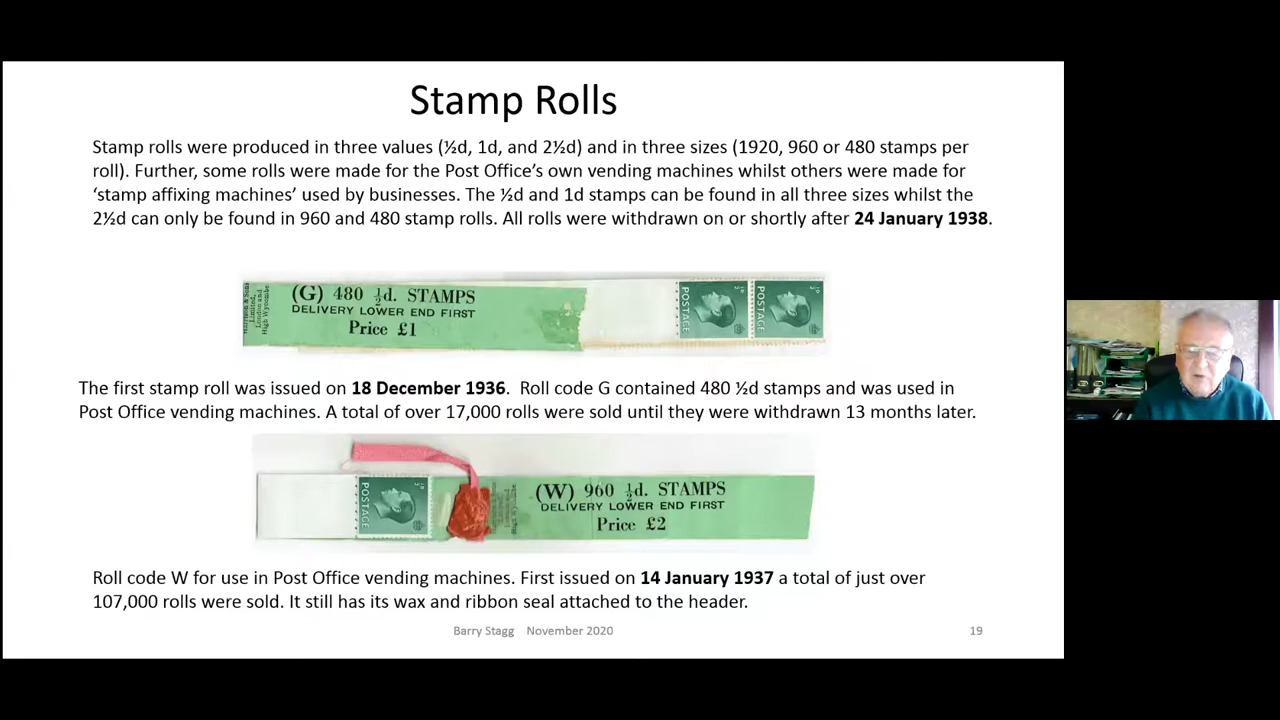 Stamp Rolls
Stamp rolls were produced in three values (½d, 1d, and 2½d) and in three sizes (1920, 960 or 480 stamps per
roll). Further, some rolls were made for the Post Office’s own vending machines whilst others were made for
‘stamp affixing machines’ used by businesses. The ½d and 1d stamps can be found in all three sizes whilst the
2½d can only be found in 960 and 480 stamp rolls. All rolls were withdrawn on or shortly after 24 January 1938.
Harrison & Sons
Limited,
London and
High Wycombe
(G) 480 ½d. STAMPS
DELIVERY LOWER END FIRST
Price £1
POSTAGE
POSTAGE
The first stamp roll was issued on 18 December 1936. Roll code G contained 480 ½d stamps and was used in
Post Office vending machines. A total of over 17,000 rolls were sold until they were withdrawn 13 months later.
POSTAGE
(W) 960 ½d. STAMPS
DELIVERY LOWER END FIRST
Price £2
Roll code W for use in Post Office vending machines. First issued on 14 January 1937 a total of just over
107,000 rolls were sold. It still has its wax and ribbon seal attached to the header.
Barry Stagg November 2020
19